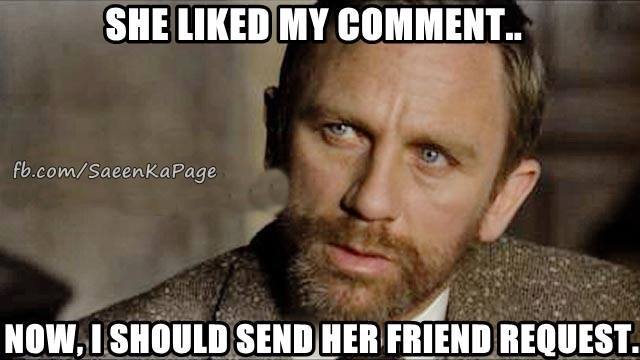 SHE LIKED MY COMMENT..
fb.com/SaeenKaPage
NOW, I SHOULD SEND HER FRIEND REQUEST.